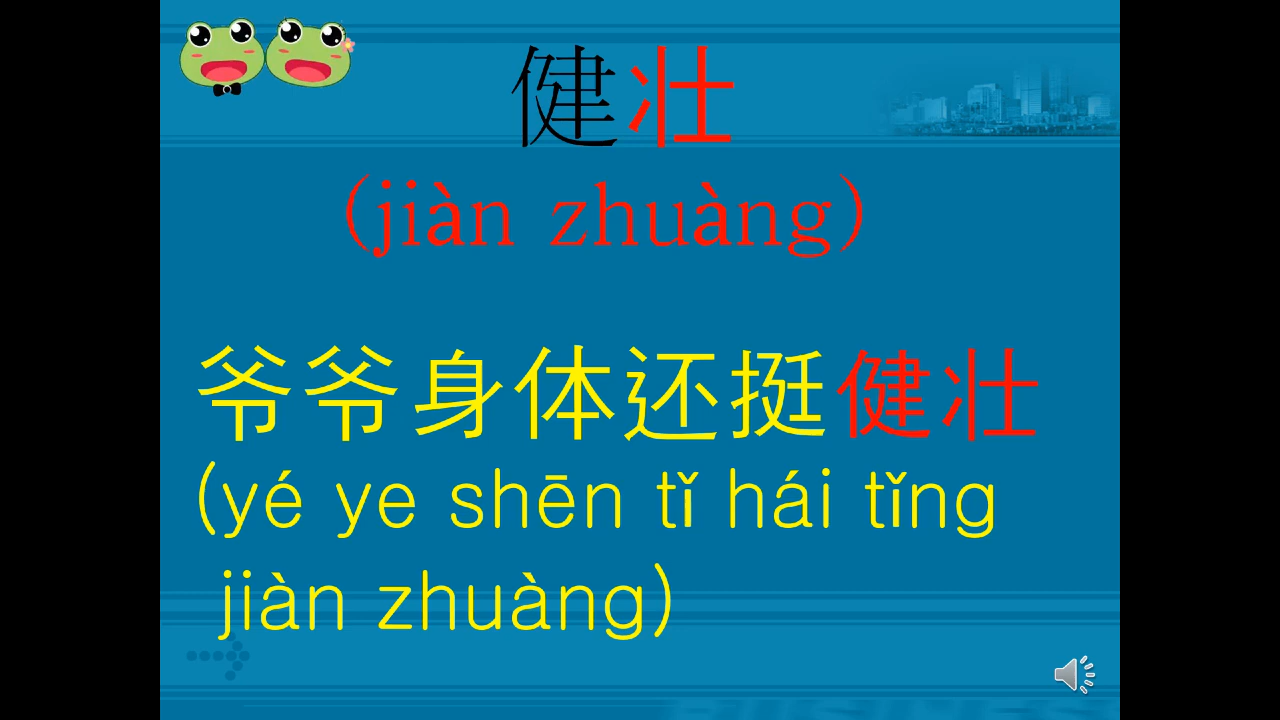 健壮
(jiàn zhuàng)
爷爷身体还挺健壮
(yé ye shēn tǐ hái tǐng
jiàn zhuàng)
BUSINESS